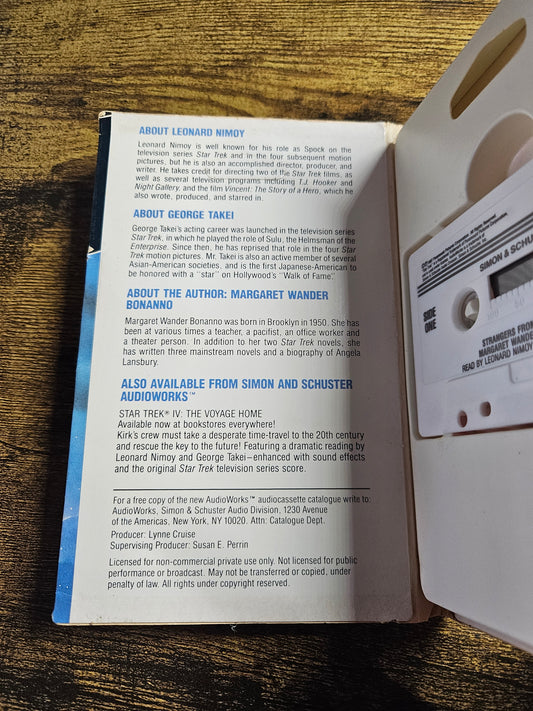 ABOUT LEONARD NIMOY
Leonard Nimoy is well known for his role as Spock on the
television series Star Trek and in the four subsequent motion
pictures, but he is also an accomplished director, producer, and
writer. He takes credit for directing two of the Star Trek films, as
well as several television programs including T.J. Hooker and
Night Gallery, and the film Vincent: The Story of a Hero, which he
also wrote, produced, and starred in.
ABOUT GEORGE TAKEI
George Takei's acting career was launched in the television series
Star Trek, in which he played the role of Sulu, the Helmsman of the
Enterprise. Since then, he has reprised that role in the four Star
Trek motion pictures. Mr. Takei is also an active member of several
Asian-American societies, and is the first Japanese-American to
be honored with a "star" on Hollywood's "Walk of Fame".
ABOUT THE AUTHOR: MARGARET WANDER
BONANNO
Margaret Wander Bonanno was born in Brooklyn in 1950. She has
been at various times a teacher, a pacifist, an office worker and
a theater person. In addition to her two Star Trek novels, she
has written three mainstream novels and a biography of Angela
Lansbury.
ALSO AVAILABLE FROM SIMON AND SCHUSTER
AUDIOWORKS™
STAR TREK® IV: THE VOYAGE HOME
Available now at bookstores everywhere!
Kirk's crew must take a desperate time-travel to the 20th century
and rescue the key to the future! Featuring a dramatic reading by
Leonard Nimoy and George Takei–enhanced with sound effects
and the original Star Trek television series score.
For a free copy of the new AudioWorks™ audiocassette catalogue write to:
AudioWorks, Simon & Schuster Audio Division, 1230 Avenue
of the Americas, New York, NY 10020. Attn: Catalogue Dept.
Producer: Lynne Cruise
Supervising Producer: Susan E. Perrin
Licensed for non-commercial private use only. Not licensed for public
performance or broadcast. May not be transferred or copied, under
penalty of law. All rights under copyright reserved.
SIMON & SCHUS
SIDE
ONE
STRANGERS FROM
MARGARET WANDE
READ BY LEONARD NIMOY